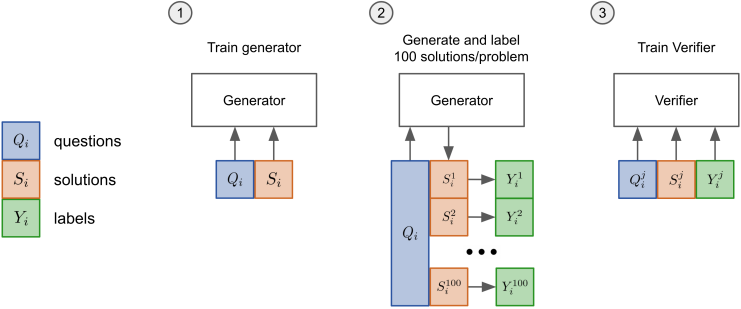 1
Train generator
Generator
Q_i S_i
2
Generate and label
100 solutions/problem
Generator
Q_i
S_i^1 Y_i^1
S_i^2 Y_i^2
S_i^100 Y_i^100
3
Train Verifier
Verifier
Q_i^j S_i^j Y_i^j
Q_i questions
S_i solutions
Y_i labels